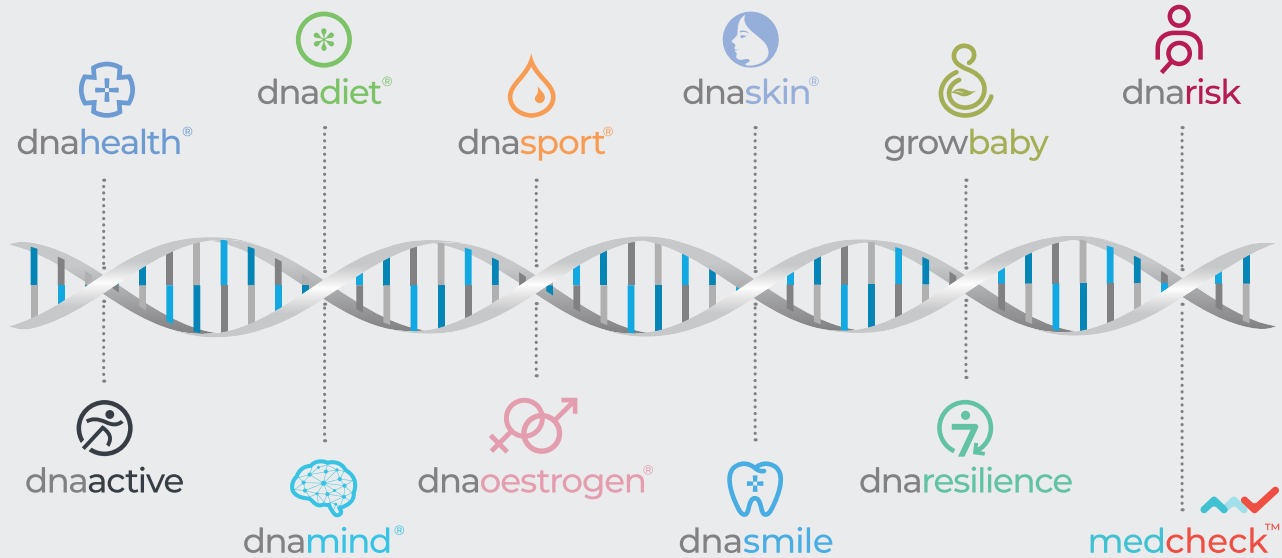 dnahealth®
dnadiet®
dnasport®
dnaskin®
growbaby
dnarisk
dnaactive
dnamind®
dnaoestrogen®
dnasmile
dnaresilience
medcheck™